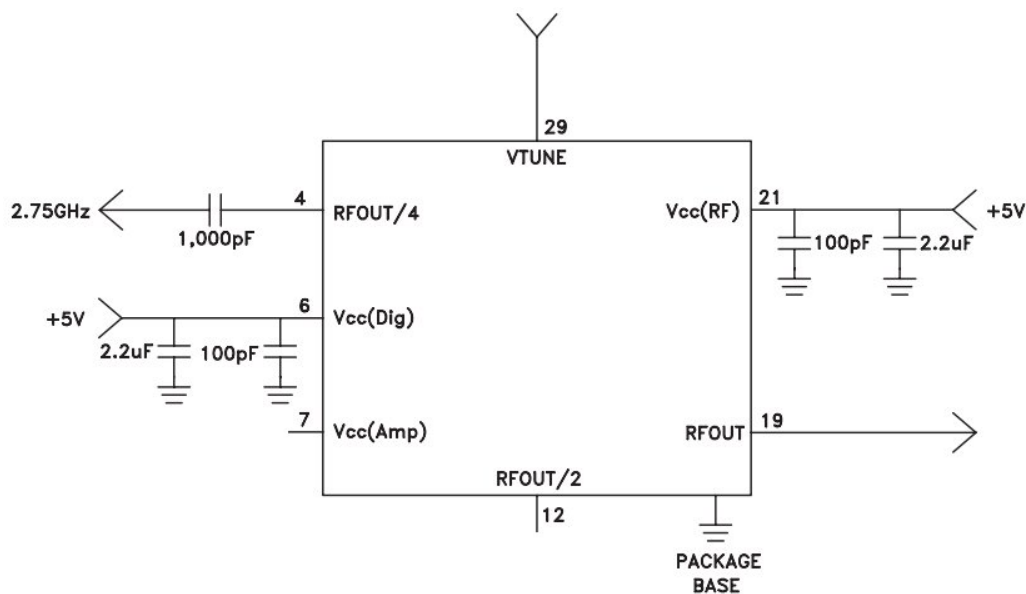 29
VTUNE
2.75GHz
4
RFOUT/4
1,000pF
Vcc(RF)
21
+5V
100pF
2.2uF
+5V
6
Vcc(Dig)
2.2uF
100pF
7
Vcc(Amp)
RFOUT
19
RFOUT/2
12
PACKAGE
BASE